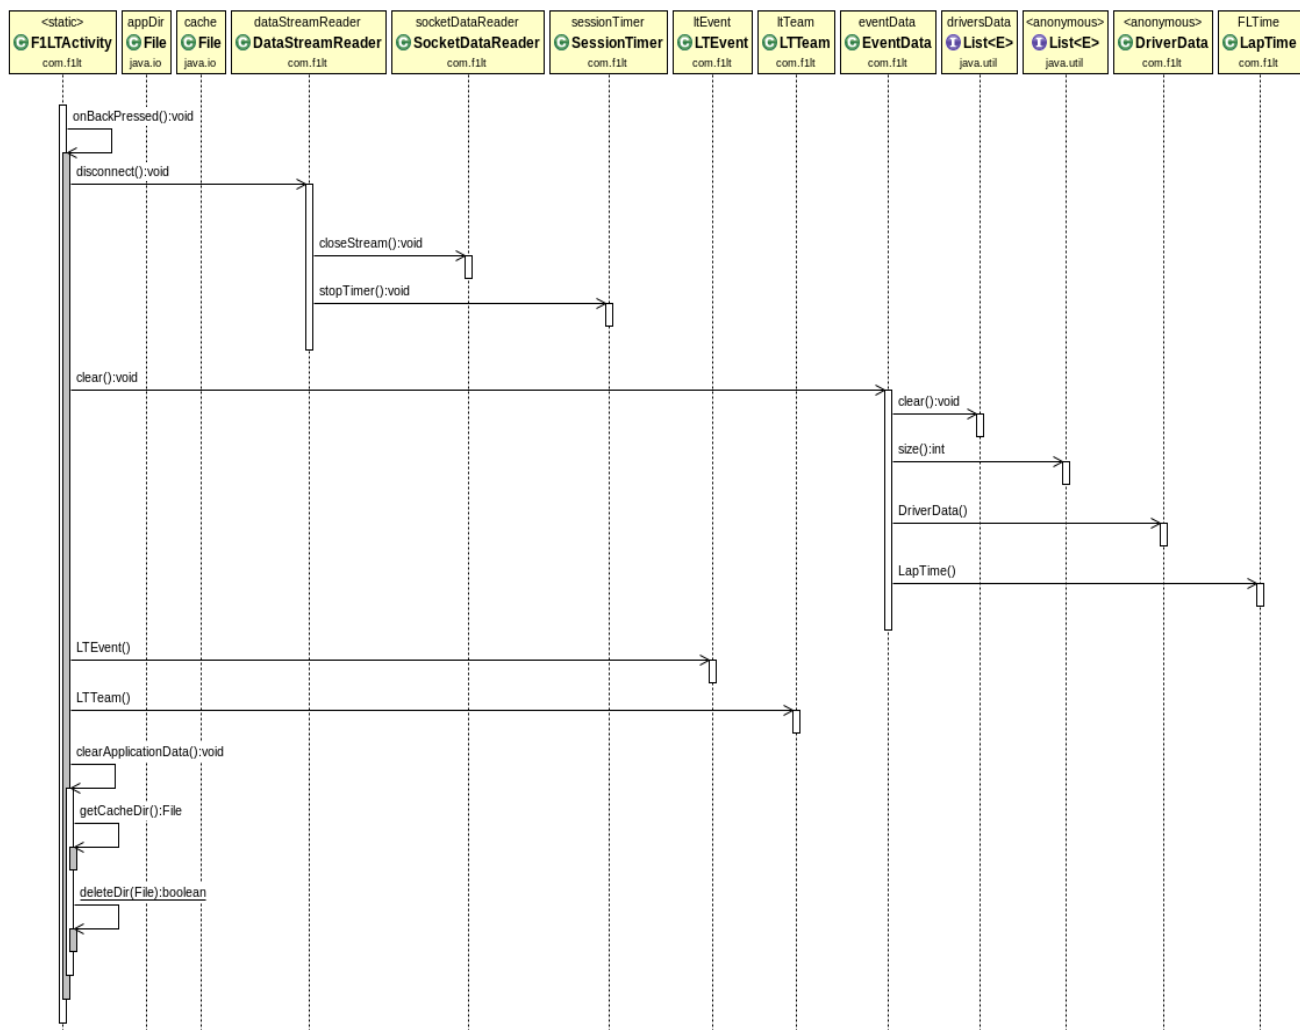 <static>
F1LTActivity
com.f1lt
appDir
File
java.io
cache
File
java.io
dataStreamReader
DataStreamReader
com.f1lt
socketDataReader
SocketDataReader
com.f1lt
sessionTimer
SessionTimer
com.f1lt
ltEvent
LTEvent
com.f1lt
ltTeam
LTTeam
com.f1lt
eventData
EventData
com.f1lt
driversData
List<E>
java.util
<anonymous>
List<E>
java.util
<anonymous>
DriverData
com.f1lt
FLTime
LapTime
com.f1lt
onBackPressed():void
disconnect():void
closeStream():void
stopTimer():void
clear():void
clear():void
size():int
DriverData()
LapTime()
LTEvent()
LTTeam()
clearApplicationData():void
getCacheDir():File
deleteDir(File):boolean